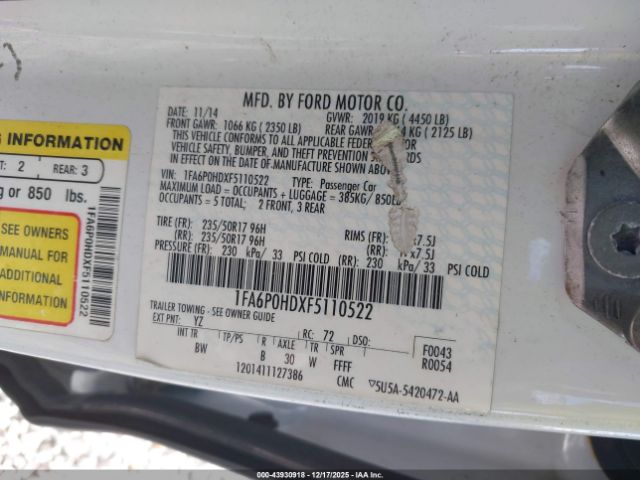 MFD. BY FORD MOTOR CO.
DATE: 11/14
GVWR: 2019 KG ( 4450 LB)
FRONT GAWR: 1066 KG ( 2350 LB)
REAR GAWR: KG ( 2125 LB)
THIS VEHICLE CONFORMS TO ALL APPLICABLE FEDERAL
VEHICLE SAFETY, BUMPER, AND THEFT PREVENTION
IN EFFECT ON THE DATE OF MANUFACTURE SHOWN
VIN: 1FA6P0HDXF5110522
TYPE: Passenger Car
MAXIMUM LOAD = OCCUPANTS + LUGGAGE = 385KG/ 850LB
OCCUPANTS = 5 TOTAL; 2 FRONT, 3 REAR
TIRE (FR): 235/50R17 96H
RIMS (FR): x7.5J
(RR): 235/50R17 96H
(RR): x7.5J
PRESSURE (FR): 230 kPa/ 33 PSI COLD (RR): 230 kPa/ 33 PSI COLD
1FA6P0HDXF5110522
TRAILER TOWING - SEE OWNER GUIDE
EXT PNT: YZ RC: 72 DSO:
F0043
R0054
INT TR TP/PS R AXLE TR SPR
BW B 30 W FFFF
1201411127386
CMC
5U5A-5420472-AA
INFORMATION
2 REAR: 3
or 850 lbs.
SEE OWNERS
MANUAL FOR
ADDITIONAL
INFORMATION
1FA6P0HDXF5110522
000-43930918 - 12/17/2025 - IAA Inc.